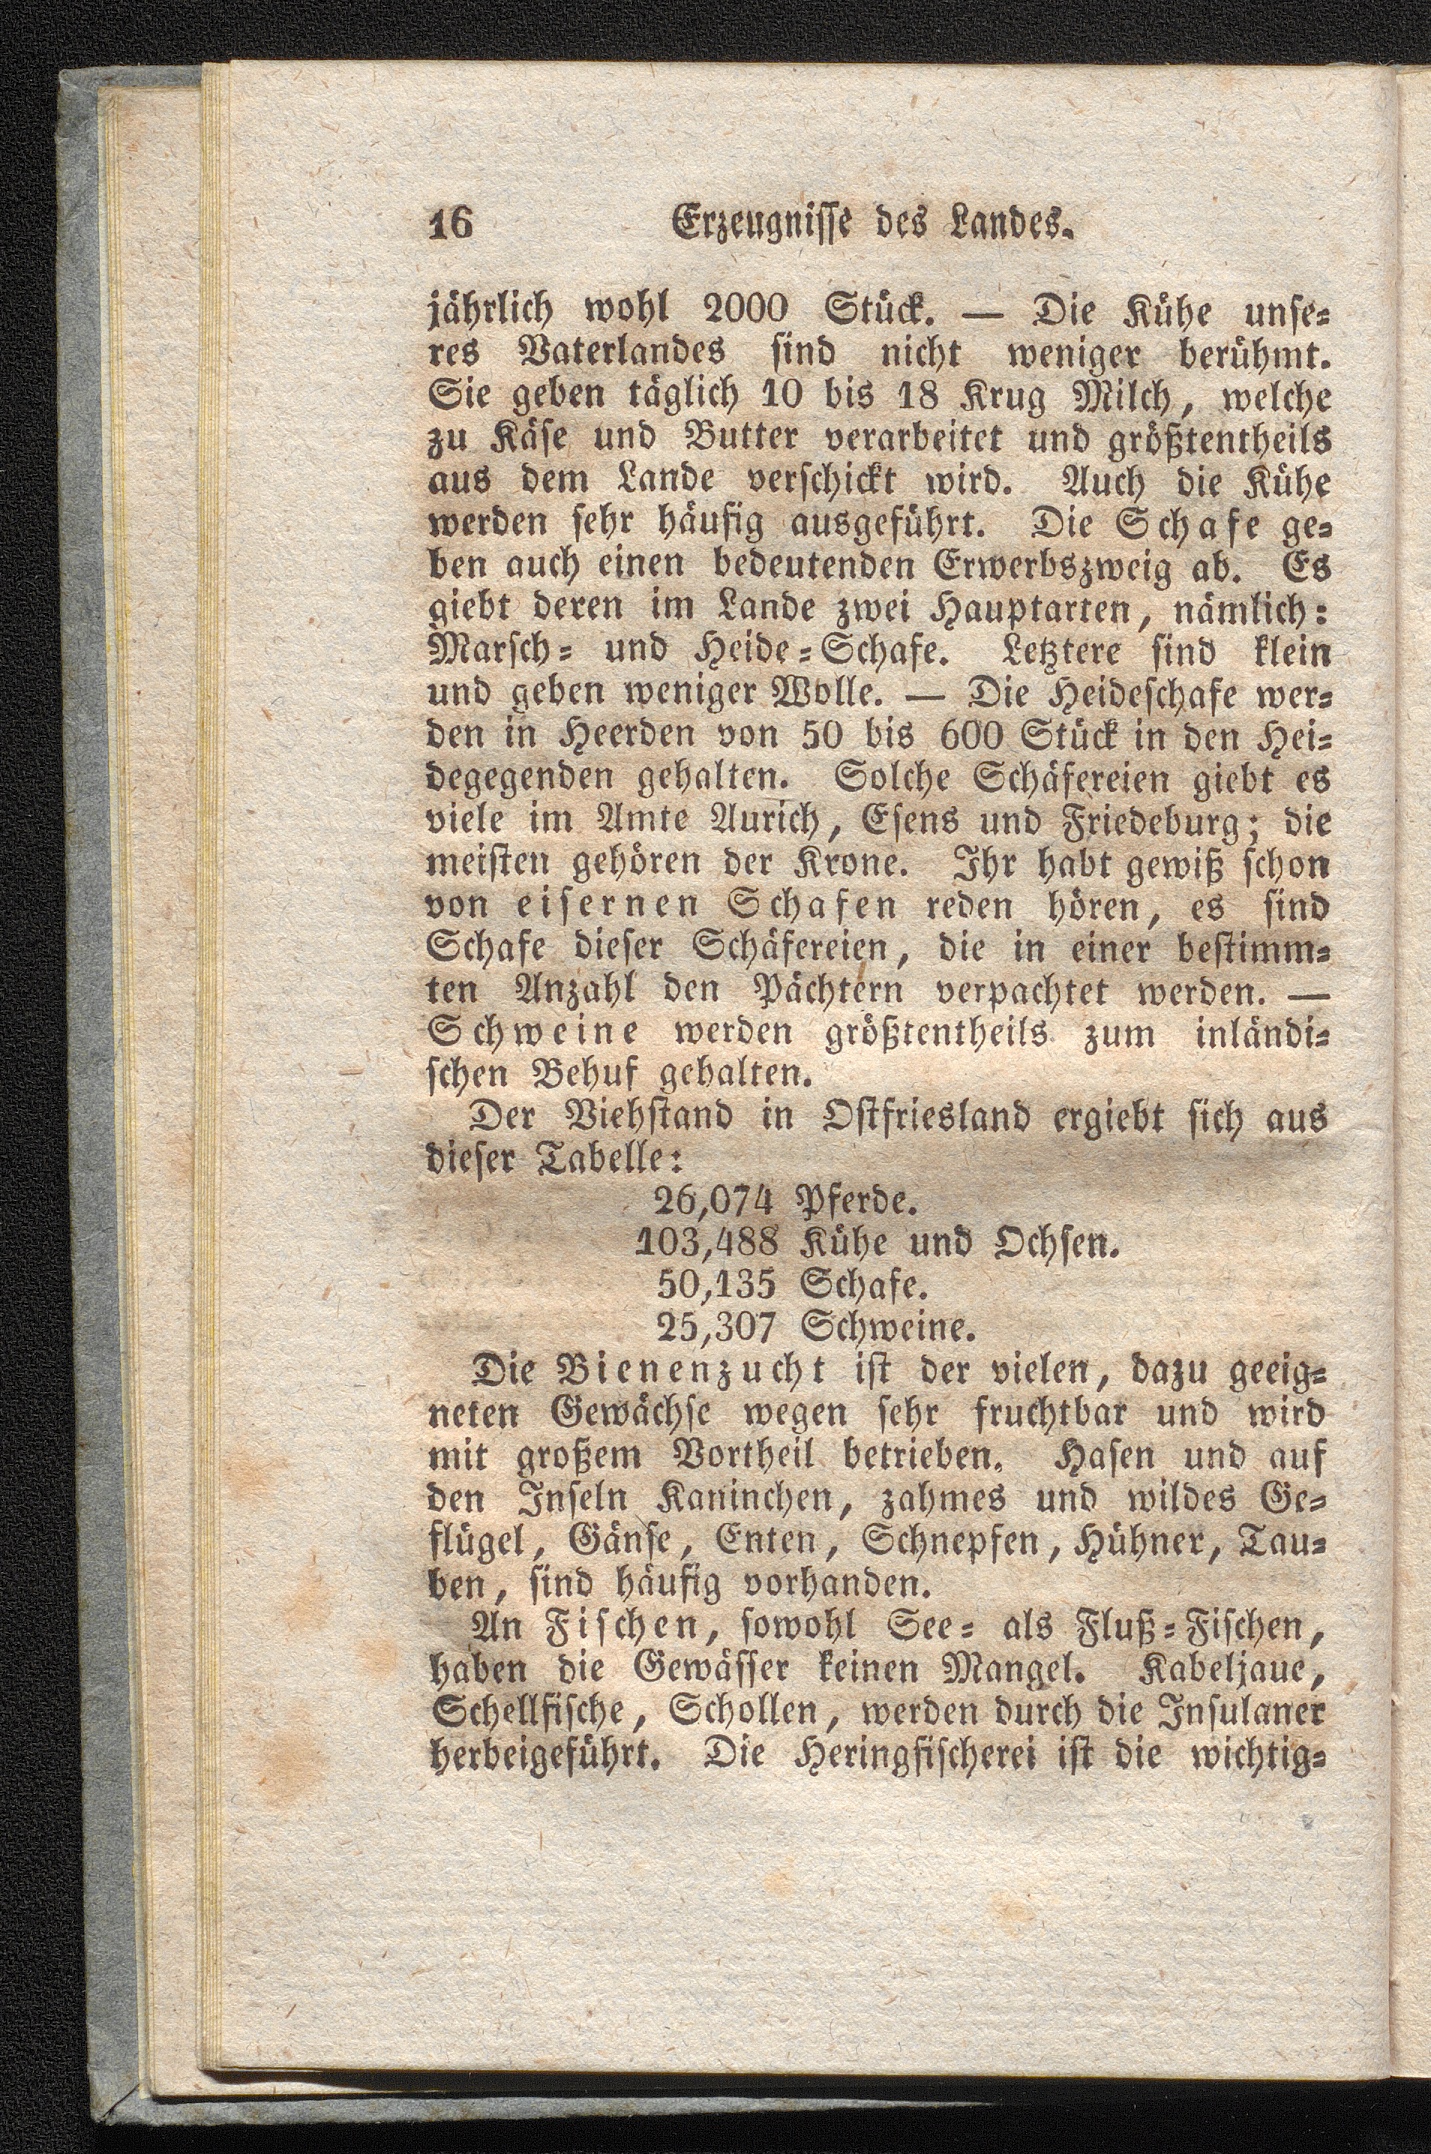 16 Erzeugnisse des Landes.
jährlich wohl 2000 Stück. — Die Kühe unse=
res Vaterlandes sind nicht weniger berühmt.
Sie geben täglich 10 bis 18 Krug Milch, welche
zu Käse und Butter verarbeitet und größtentheils
aus dem Lande verschickt wird. Auch die Kühe
werden sehr häufig ausgeführt. Die Schafe ge=
ben auch einen bedeutenden Erwerbszweig ab. Es
giebt deren im Lande zwei Hauptarten, nämlich:
Marsch= und Heide=Schafe. Letztere sind klein
und geben weniger Wolle. — Die Heideschafe wer=
den in Heerden von 50 bis 600 Stück in den Hei=
degegenden gehalten. Solche Schäfereien giebt es
viele im Amte Aurich, Esens und Friedeburg; die
meisten gehören der Krone. Ihr habt gewiß schon
von eisernen Schafen reden hören, es sind
Schafe dieser Schäfereien, die in einer bestimm=
ten Anzahl den Pächtern verpachtet werden. —
Schweine werden größtentheils zum inländi=
schen Behuf gehalten.
Der Viehstand in Ostfriesland ergiebt sich aus
dieser Tabelle:
26,074 Pferde.
103,488 Kühe und Ochsen.
50,135 Schafe.
25,307 Schweine.
Die Bienenzucht ist der vielen, dazu geeig=
neten Gewächse wegen sehr fruchtbar und wird
mit großem Vortheil betrieben. Hasen und auf
den Inseln Kaninchen, zahmes und wildes Ge=
flügel, Gänse, Enten, Schnepfen, Hühner, Tau=
ben, sind häufig vorhanden.
An Fischen, sowohl See= als Fluß=Fischen,
haben die Gewässer keinen Mangel. Kabeljaue,
Schellfische, Schollen, werden durch die Insulaner
herbeigeführt. Die Heringfischerei ist die wichtig=